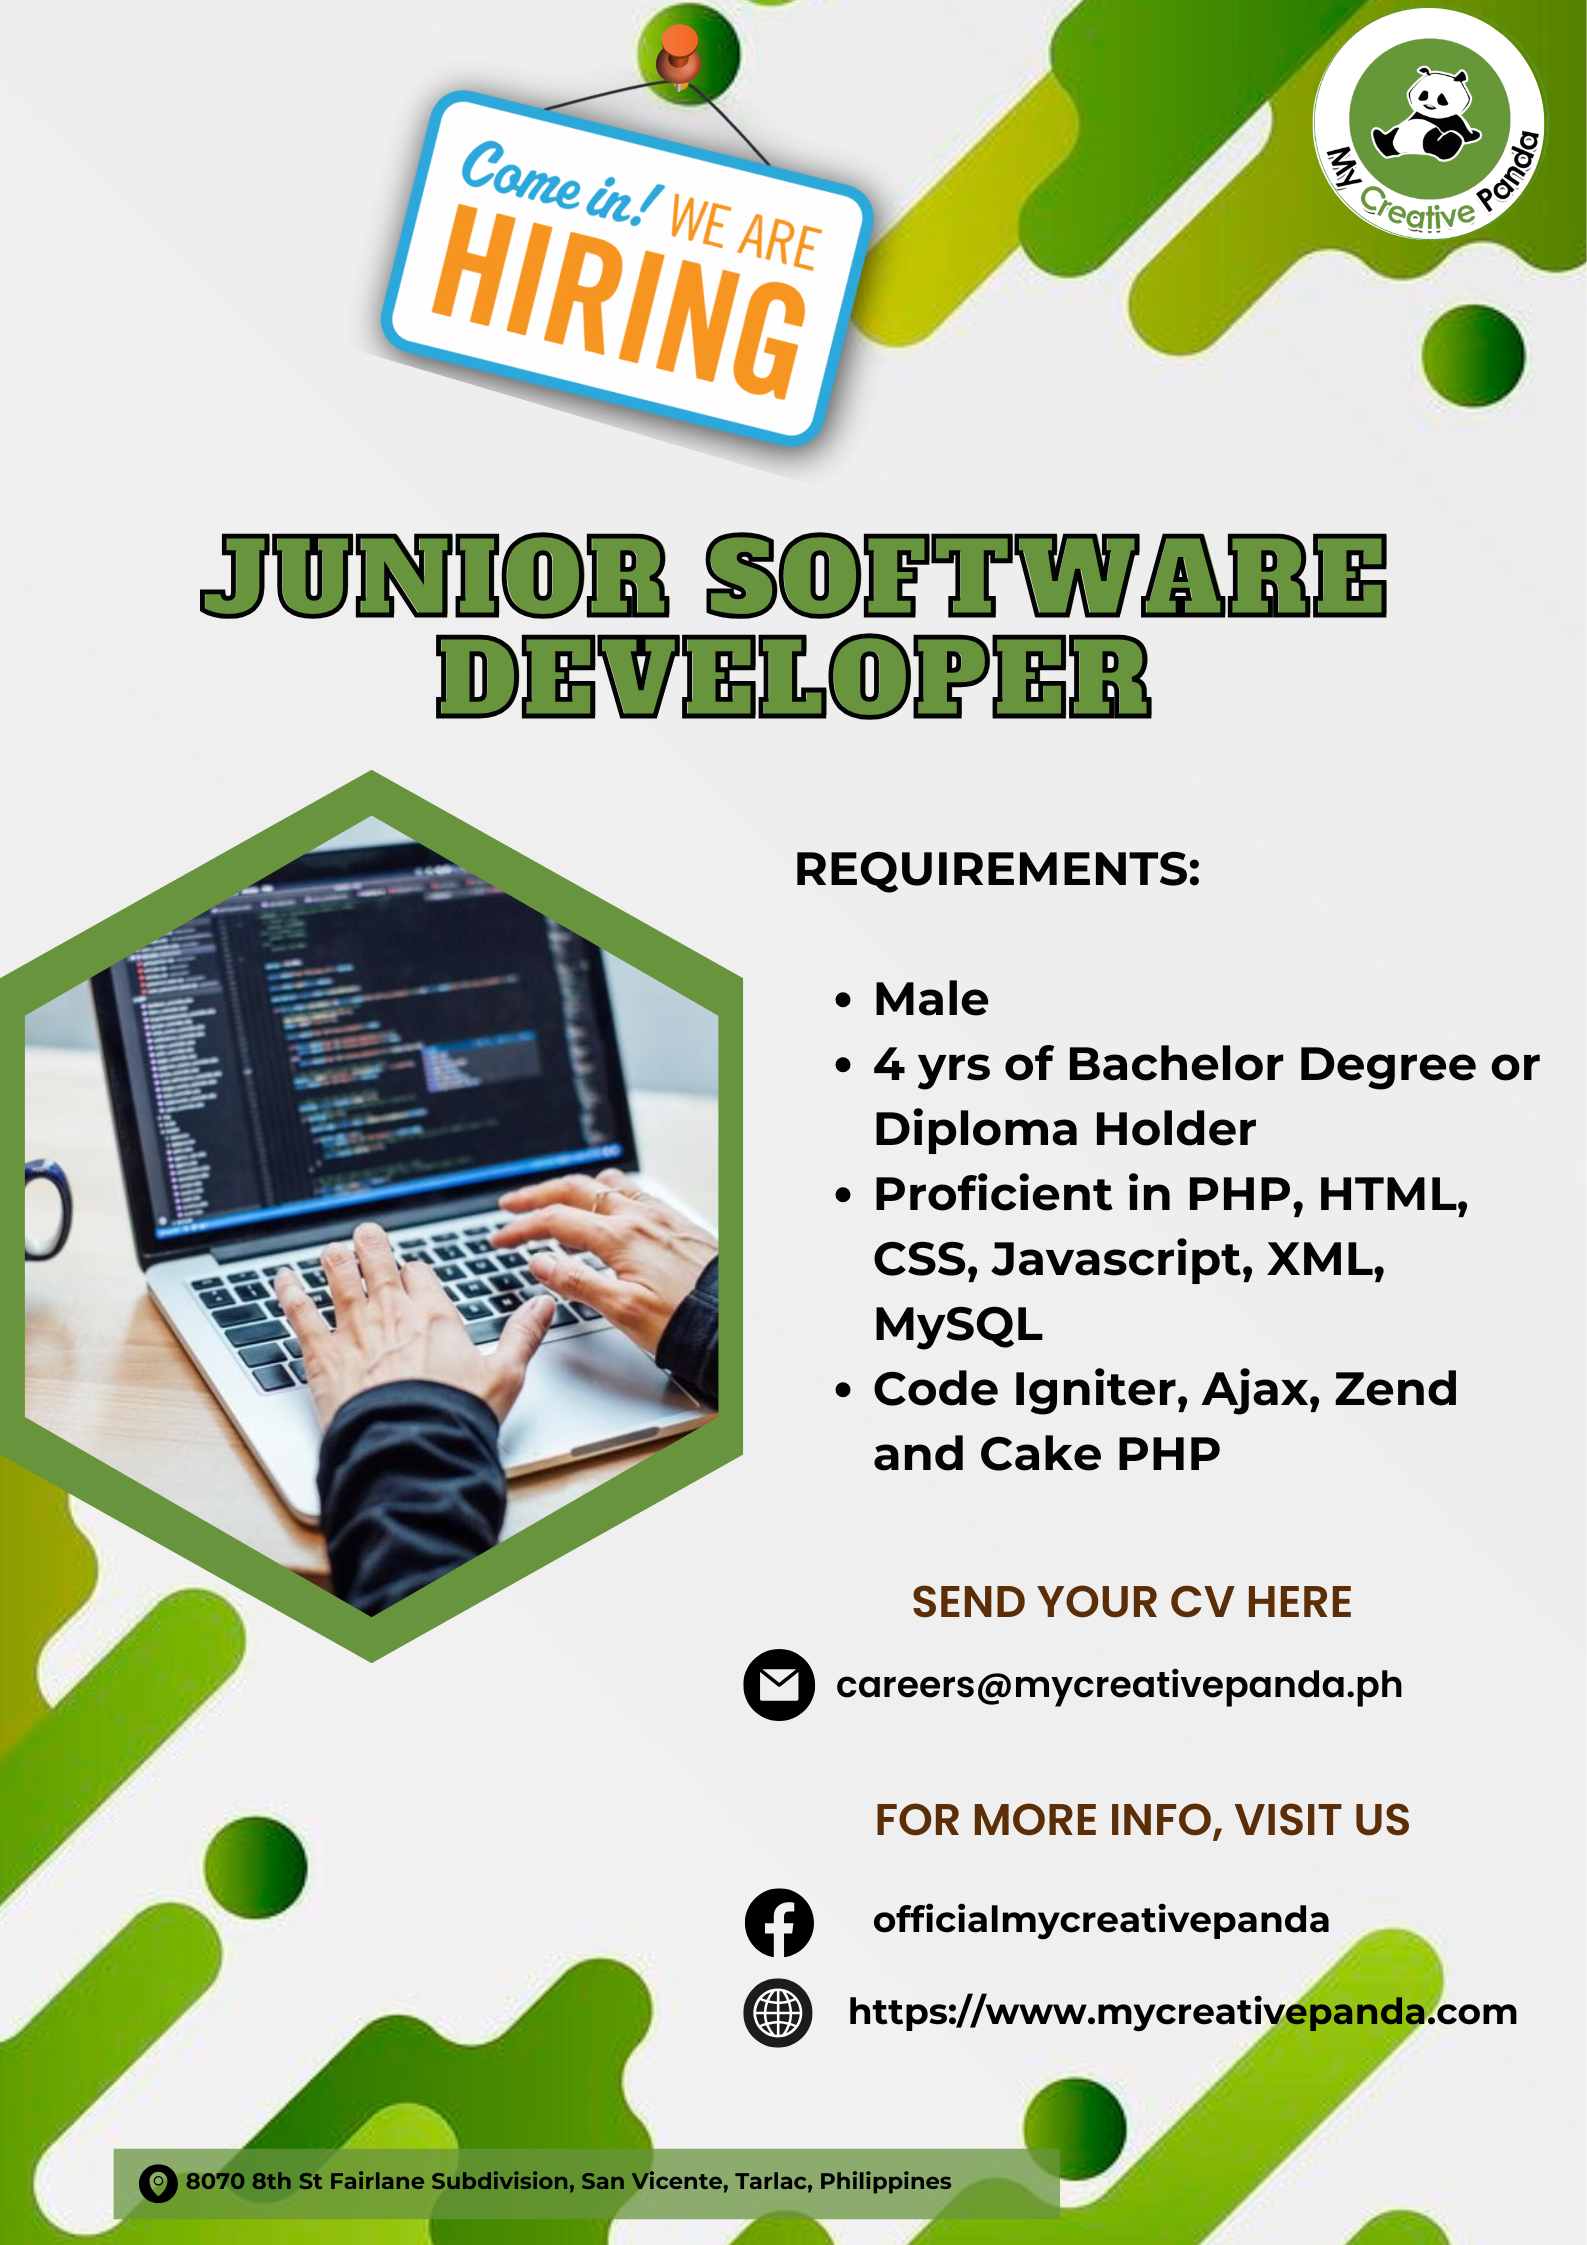 My Creative Panda
Come in! WE ARE
HIRING
JUNIOR SOFTWARE
DEVELOPER
REQUIREMENTS:
• Male
• 4 yrs of Bachelor Degree or
Diploma Holder
• Proficient in PHP, HTML,
CSS, Javascript, XML,
MySQL
• Code Igniter, Ajax, Zend
and Cake PHP
SEND YOUR CV HERE
careers@mycreativepanda.ph
FOR MORE INFO, VISIT US
officialmycreativepanda
https://www.mycreativepanda.com
8070 8th St Fairlane Subdivision, San Vicente, Tarlac, Philippines